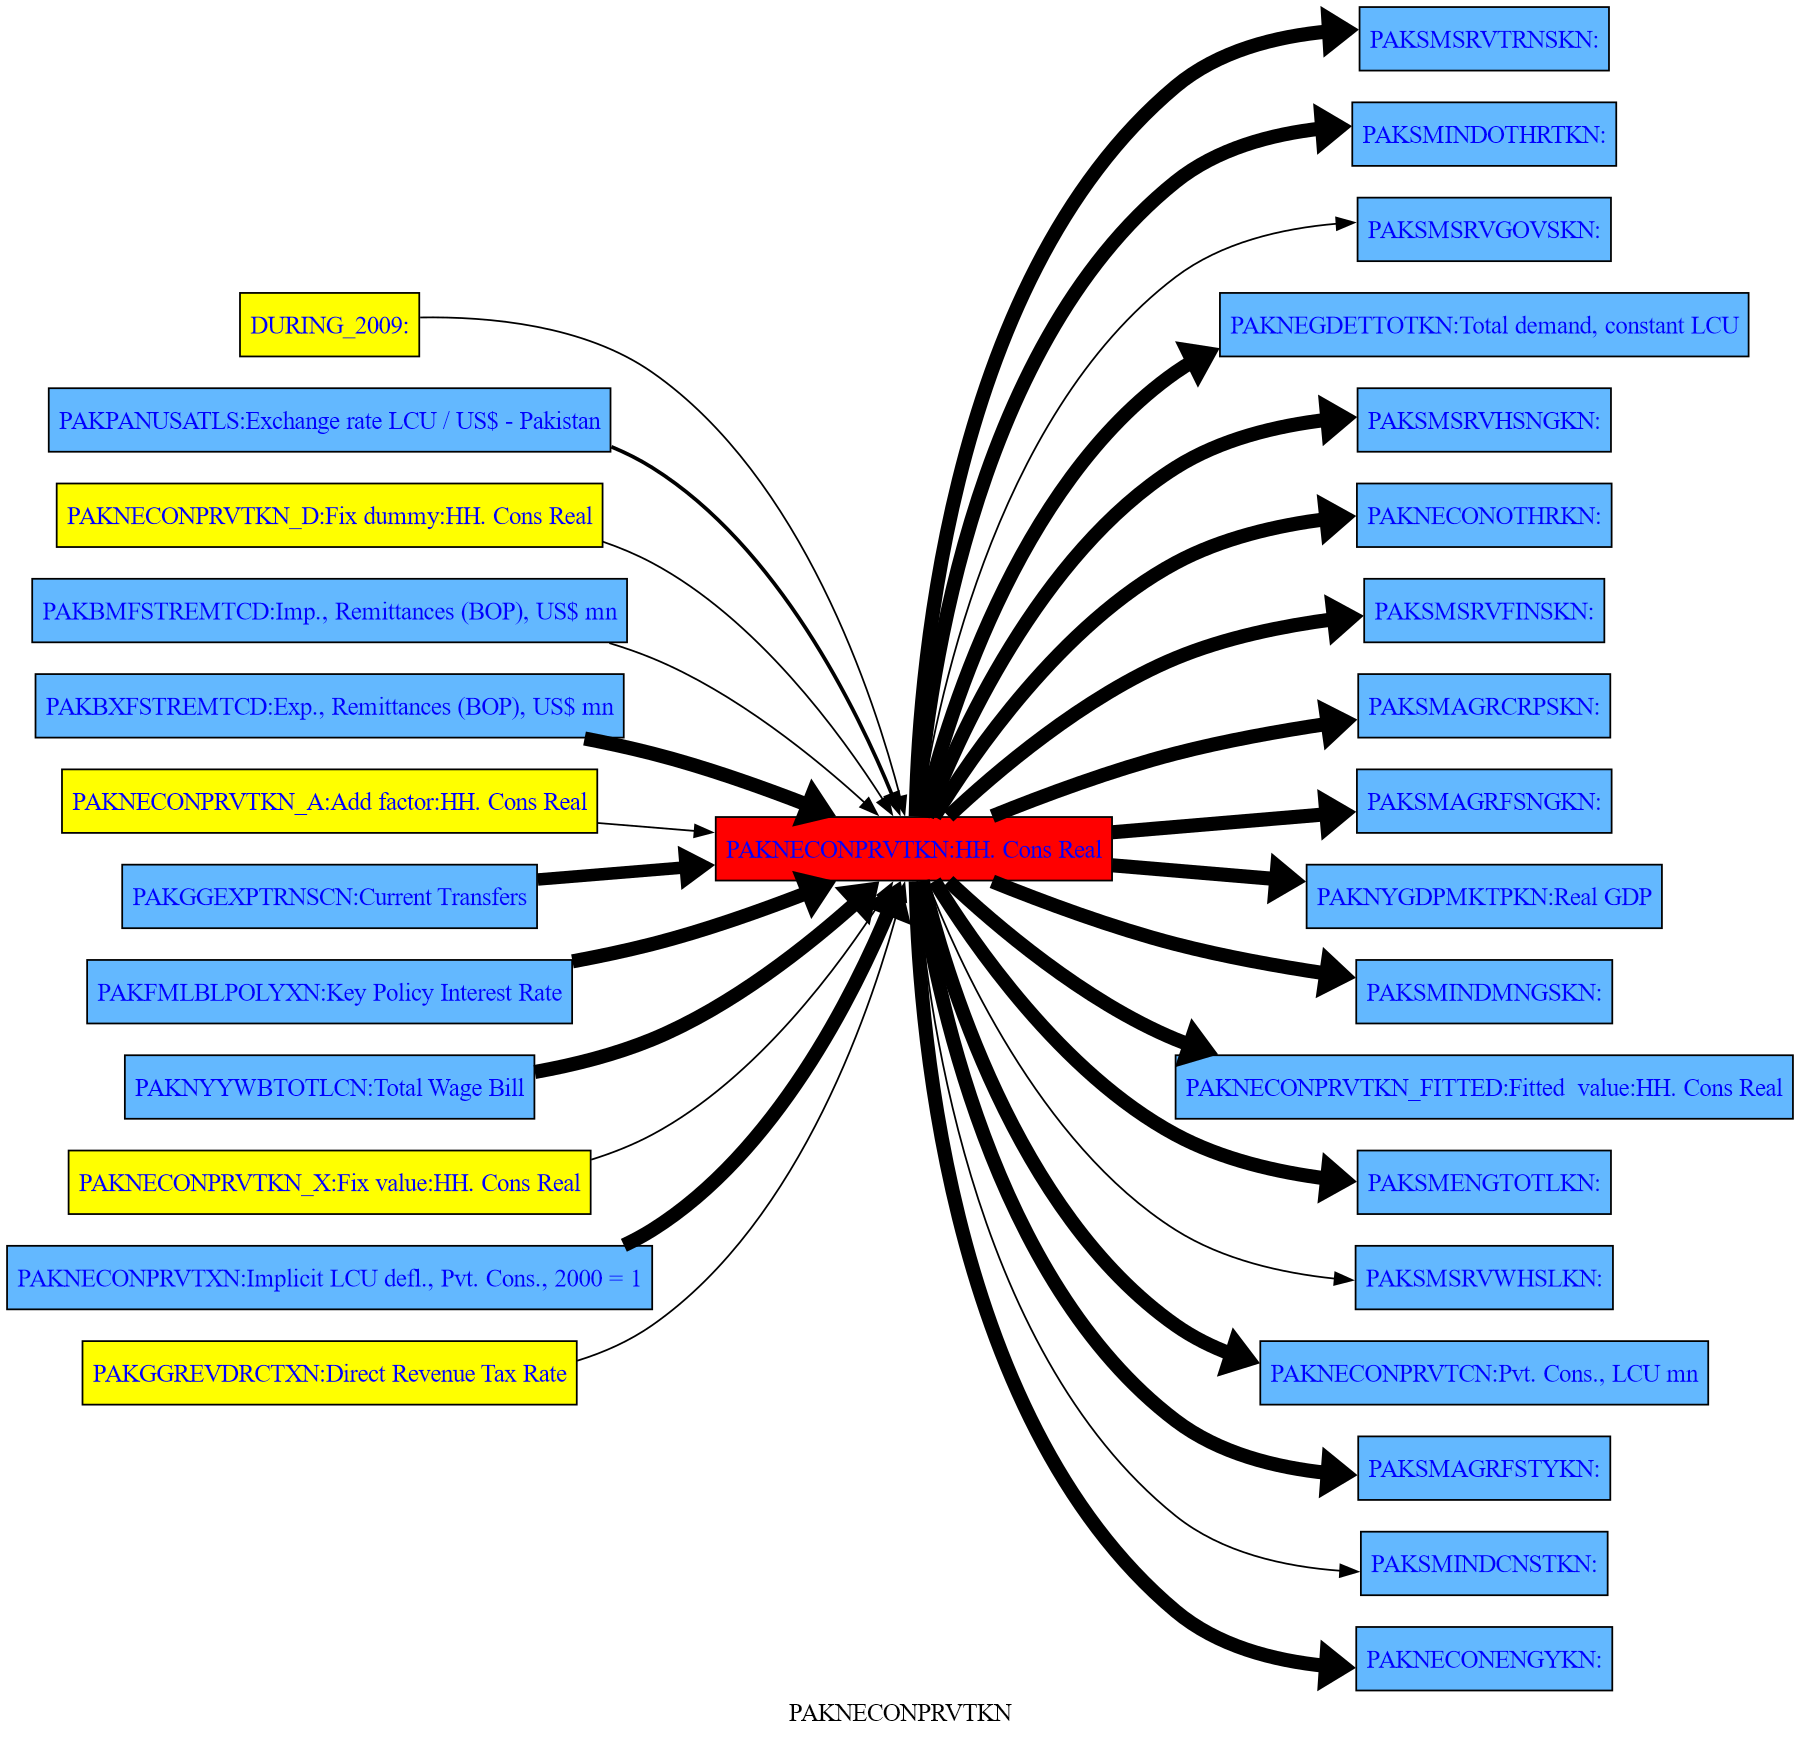 DURING_2009:
PAKPANUSATLS:Exchange rate LCU / US$ - Pakistan
PAKNECONPRVTKN_D:Fix dummy:HH. Cons Real
PAKBMFSTREMTCD:Imp., Remittances (BOP), US$ mn
PAKBXFSTREMTCD:Exp., Remittances (BOP), US$ mn
PAKNECONPRVTKN_A:Add factor:HH. Cons Real
PAKGGEXPTRNSCN:Current Transfers
PAKFMLBLPOLYXN:Key Policy Interest Rate
PAKNYYWBTOTLCN:Total Wage Bill
PAKNECONPRVTKN_X:Fix value:HH. Cons Real
PAKNECONPRVTXN:Implicit LCU defl., Pvt. Cons., 2000 = 1
PAKGGREVDRCTXN:Direct Revenue Tax Rate
PAKNECONPRVTKN:HH. Cons Real
PAKSMSRVTRNSKN:
PAKSMINDOTHRTKN:
PAKSMSRVGOVSKN:
PAKNEGDETTOTKN:Total demand, constant LCU
PAKSMSRVHSNGKN:
PAKNECONOTHRKN:
PAKSMSRVFINSKN:
PAKSMAGRCRPSKN:
PAKSMAGRFSNGKN:
PAKNYGDPMKTPKN:Real GDP
PAKSMINDMNGSKN:
PAKNECONPRVTKN_FITTED:Fitted  value:HH. Cons Real
PAKSMENGTOTLKN:
PAKSMSRVWHSLKN:
PAKNECONPRVTCN:Pvt. Cons., LCU mn
PAKSMAGRFSTYKN:
PAKSMINDCNSTKN:
PAKNECONENGYKN:
PAKNECONPRVTKN